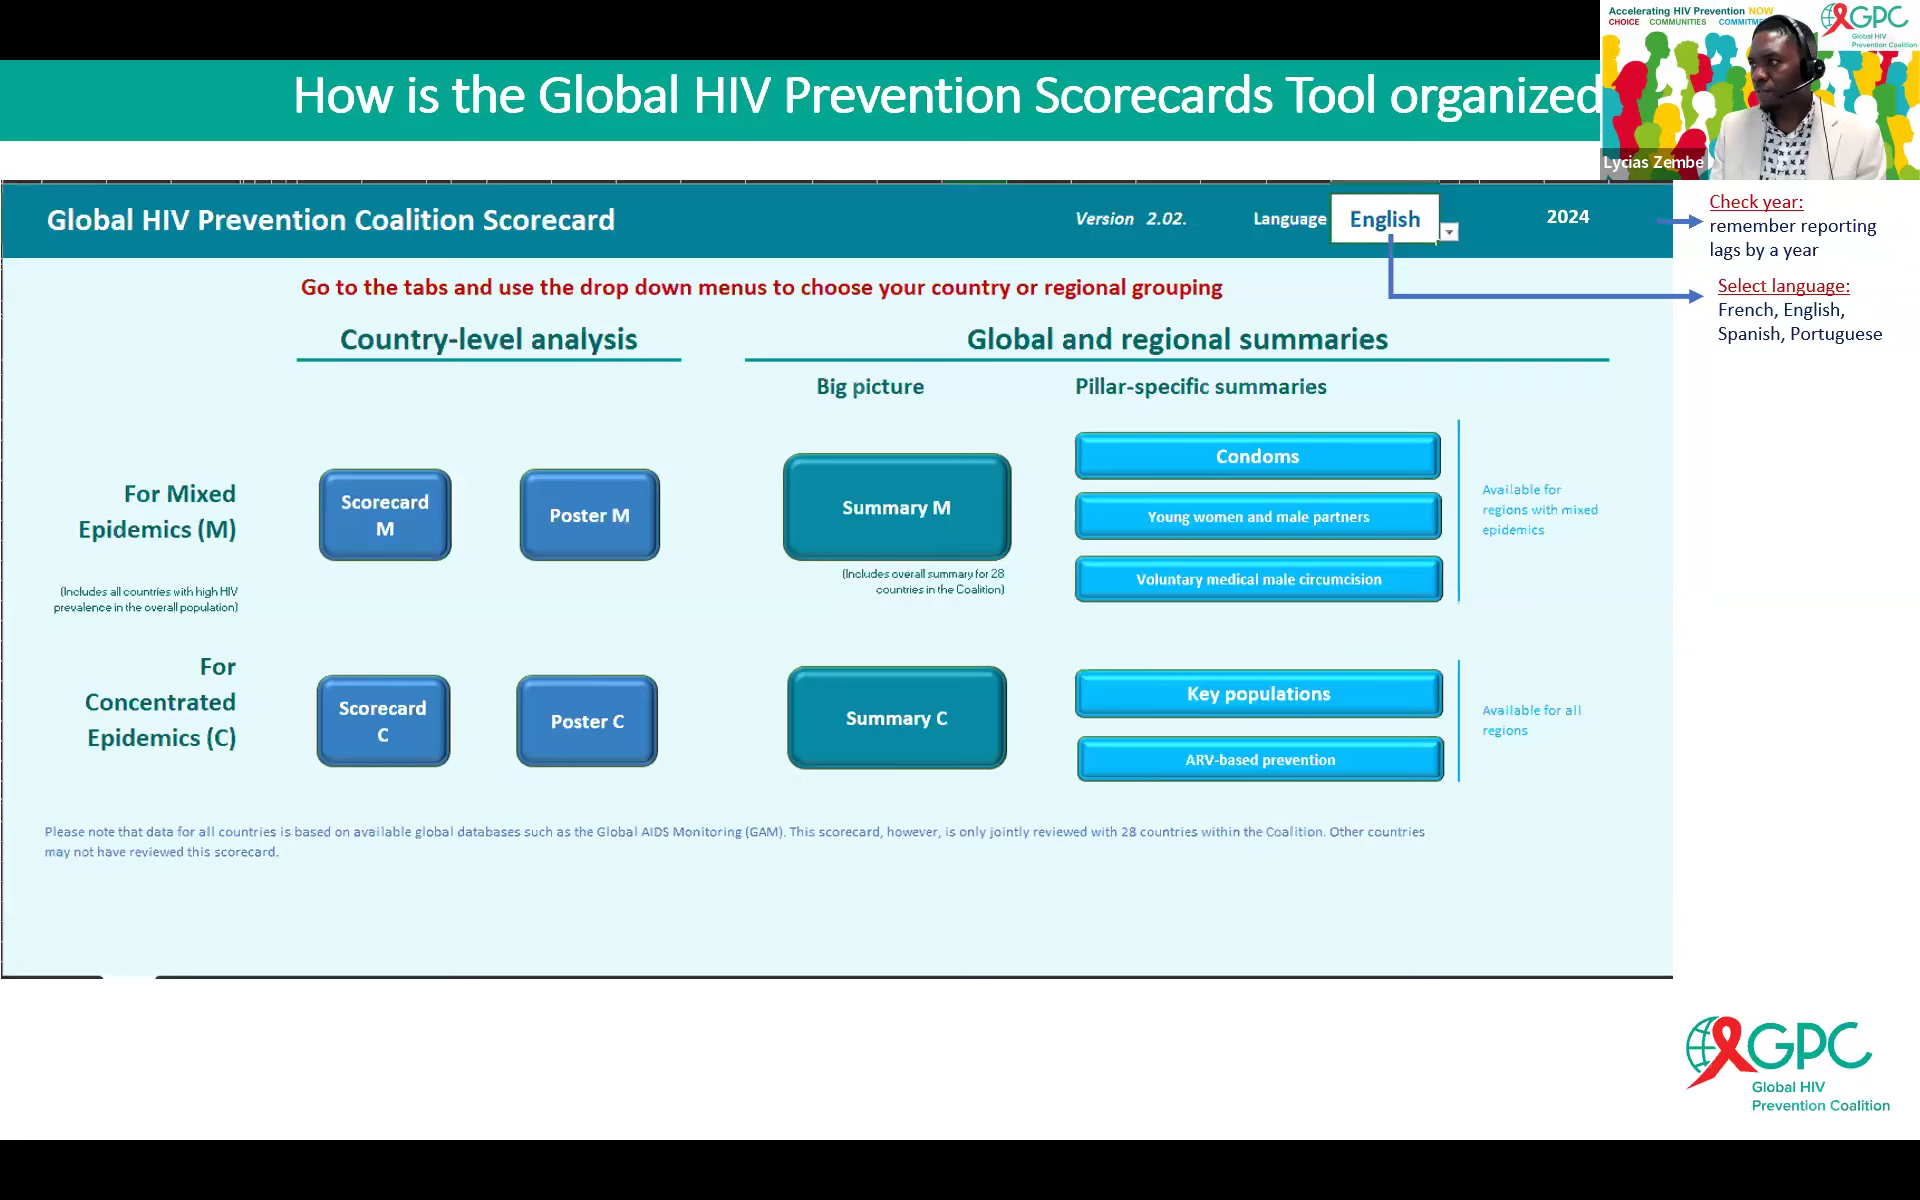 How is the Global HIV Prevention Scorecards Tool organized
Accelerating HIV Prevention NOW
CHOICE COMMUNITIES
GPC
Global HIV
Prevention Coalition
Lycias Zembe
Global HIV Prevention Coalition Scorecard
Version 2.02.
Language
English
2024
Check year:
remember reporting
lags by a year
Select language:
French, English,
Spanish, Portuguese
Go to the tabs and use the drop down menus to choose your country or regional grouping
Country-level analysis
Global and regional summaries
Big picture
Pillar-specific summaries
For Mixed
Epidemics (M)
(Includes all countries with high HIV
prevalence in the overall population)
Scorecard
M
Poster M
Summary M
(Includes overall summary for 28
countries in the Coalition)
Condoms
Young women and male partners
Voluntary medical male circumcision
Available for
regions with mixed
epidemics
For
Concentrated
Epidemics (C)
Scorecard
C
Poster C
Summary C
Key populations
ARV-based prevention
Available for all
regions
Please note that data for all countries is based on available global databases such as the Global AIDS Monitoring (GAM). This scorecard, however, is only jointly reviewed with 28 countries within the Coalition. Other countries
may not have reviewed this scorecard.
GPC
Global HIV
Prevention Coalition